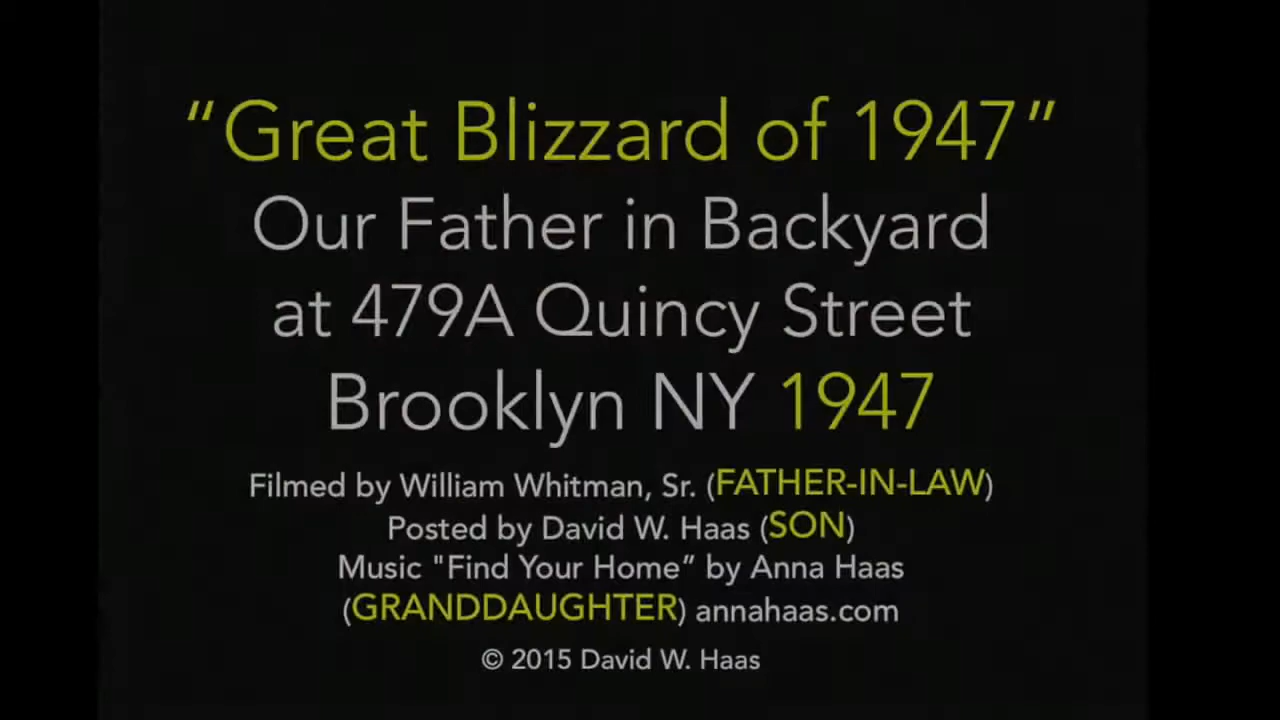 “Great Blizzard of 1947”
Our Father in Backyard
at 479A Quincy Street
Brooklyn NY 1947
Filmed by William Whitman, Sr. (FATHER-IN-LAW)
Posted by David W. Haas (SON)
Music "Find Your Home” by Anna Haas
(GRANDDAUGHTER) annahaas.com
© 2015 David W. Haas